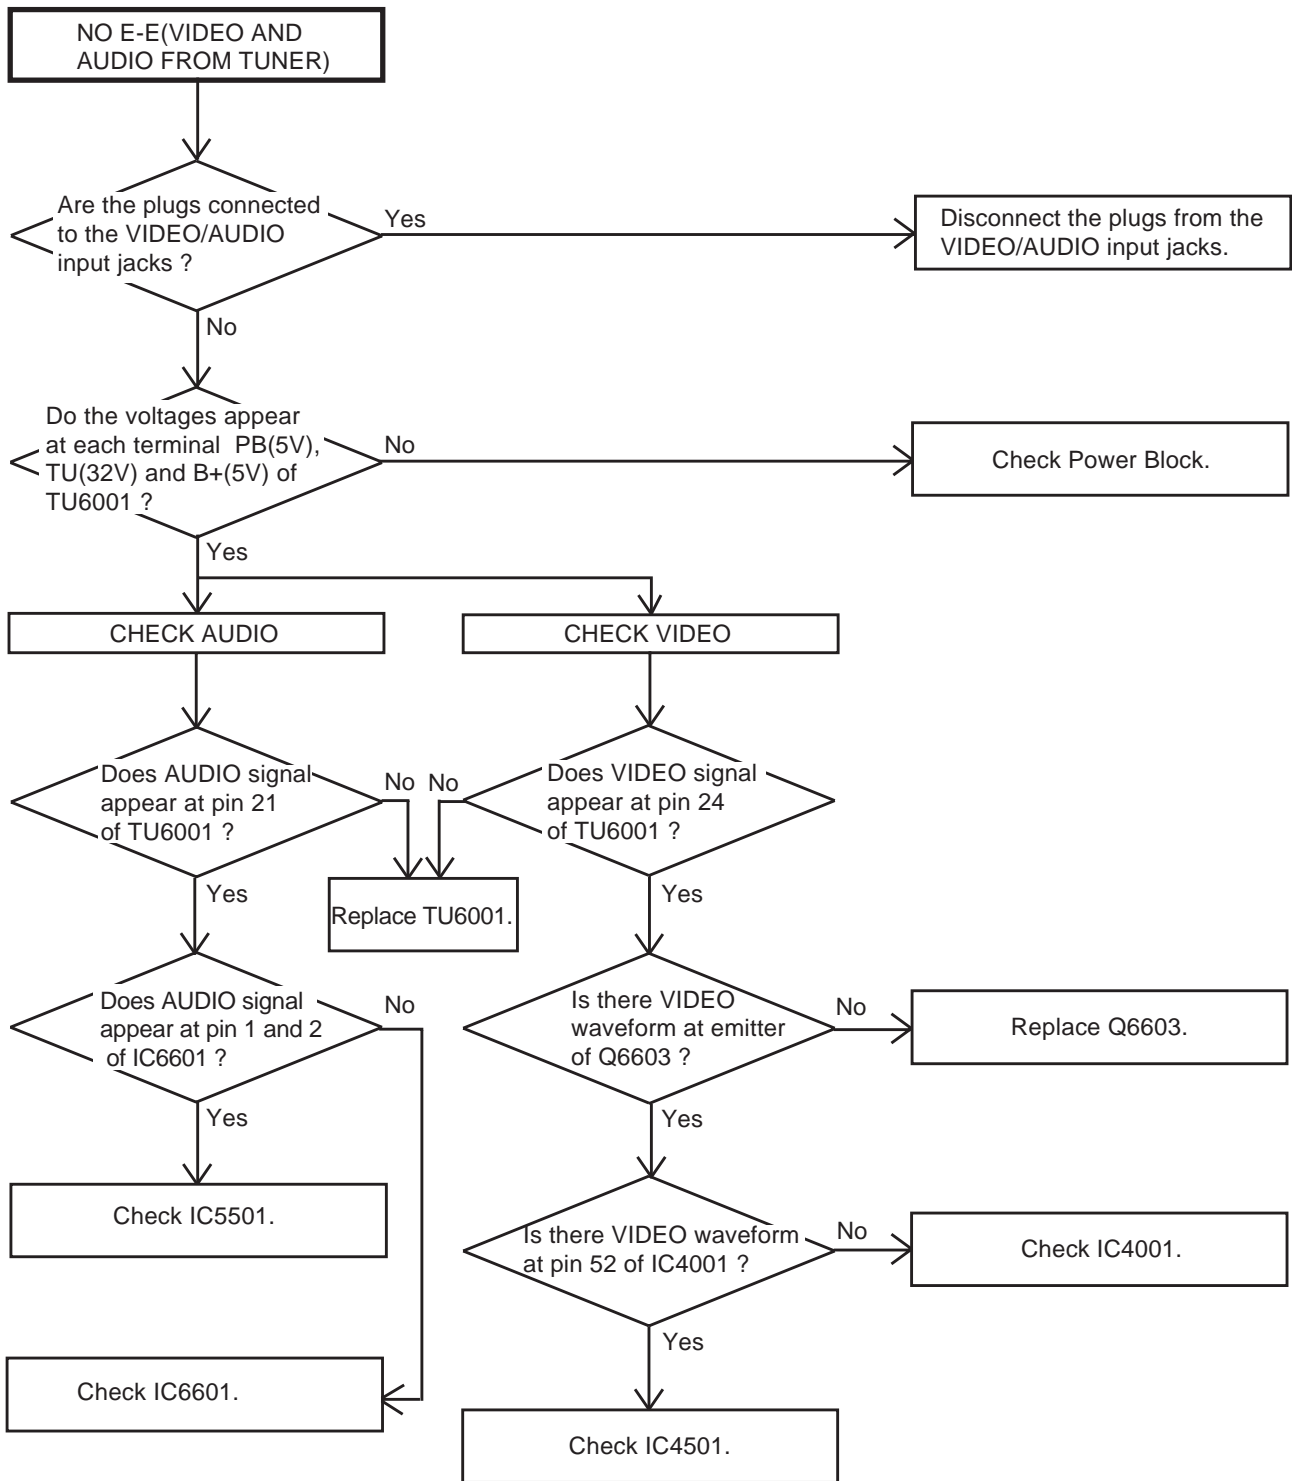 NO E-E(VIDEO AND
AUDIO FROM TUNER)
Are the plugs connected
to the VIDEO/AUDIO
input jacks ?
Yes
Disconnect the plugs from the
VIDEO/AUDIO input jacks.
No
Do the voltages appear
at each terminal PB(5V),
TU(32V) and B+(5V) of
TU6001 ?
No
Check Power Block.
Yes
CHECK AUDIO
CHECK VIDEO
Does AUDIO signal
appear at pin 21
of TU6001 ?
No
No
Does VIDEO signal
appear at pin 24
of TU6001 ?
Yes
Replace TU6001.
Yes
Does AUDIO signal
appear at pin 1 and 2
of IC6601 ?
No
Is there VIDEO
waveform at emitter
of Q6603 ?
No
Replace Q6603.
Yes
Yes
Check IC5501.
Is there VIDEO waveform
at pin 52 of IC4001 ?
No
Check IC4001.
Yes
Check IC6601.
Check IC4501.